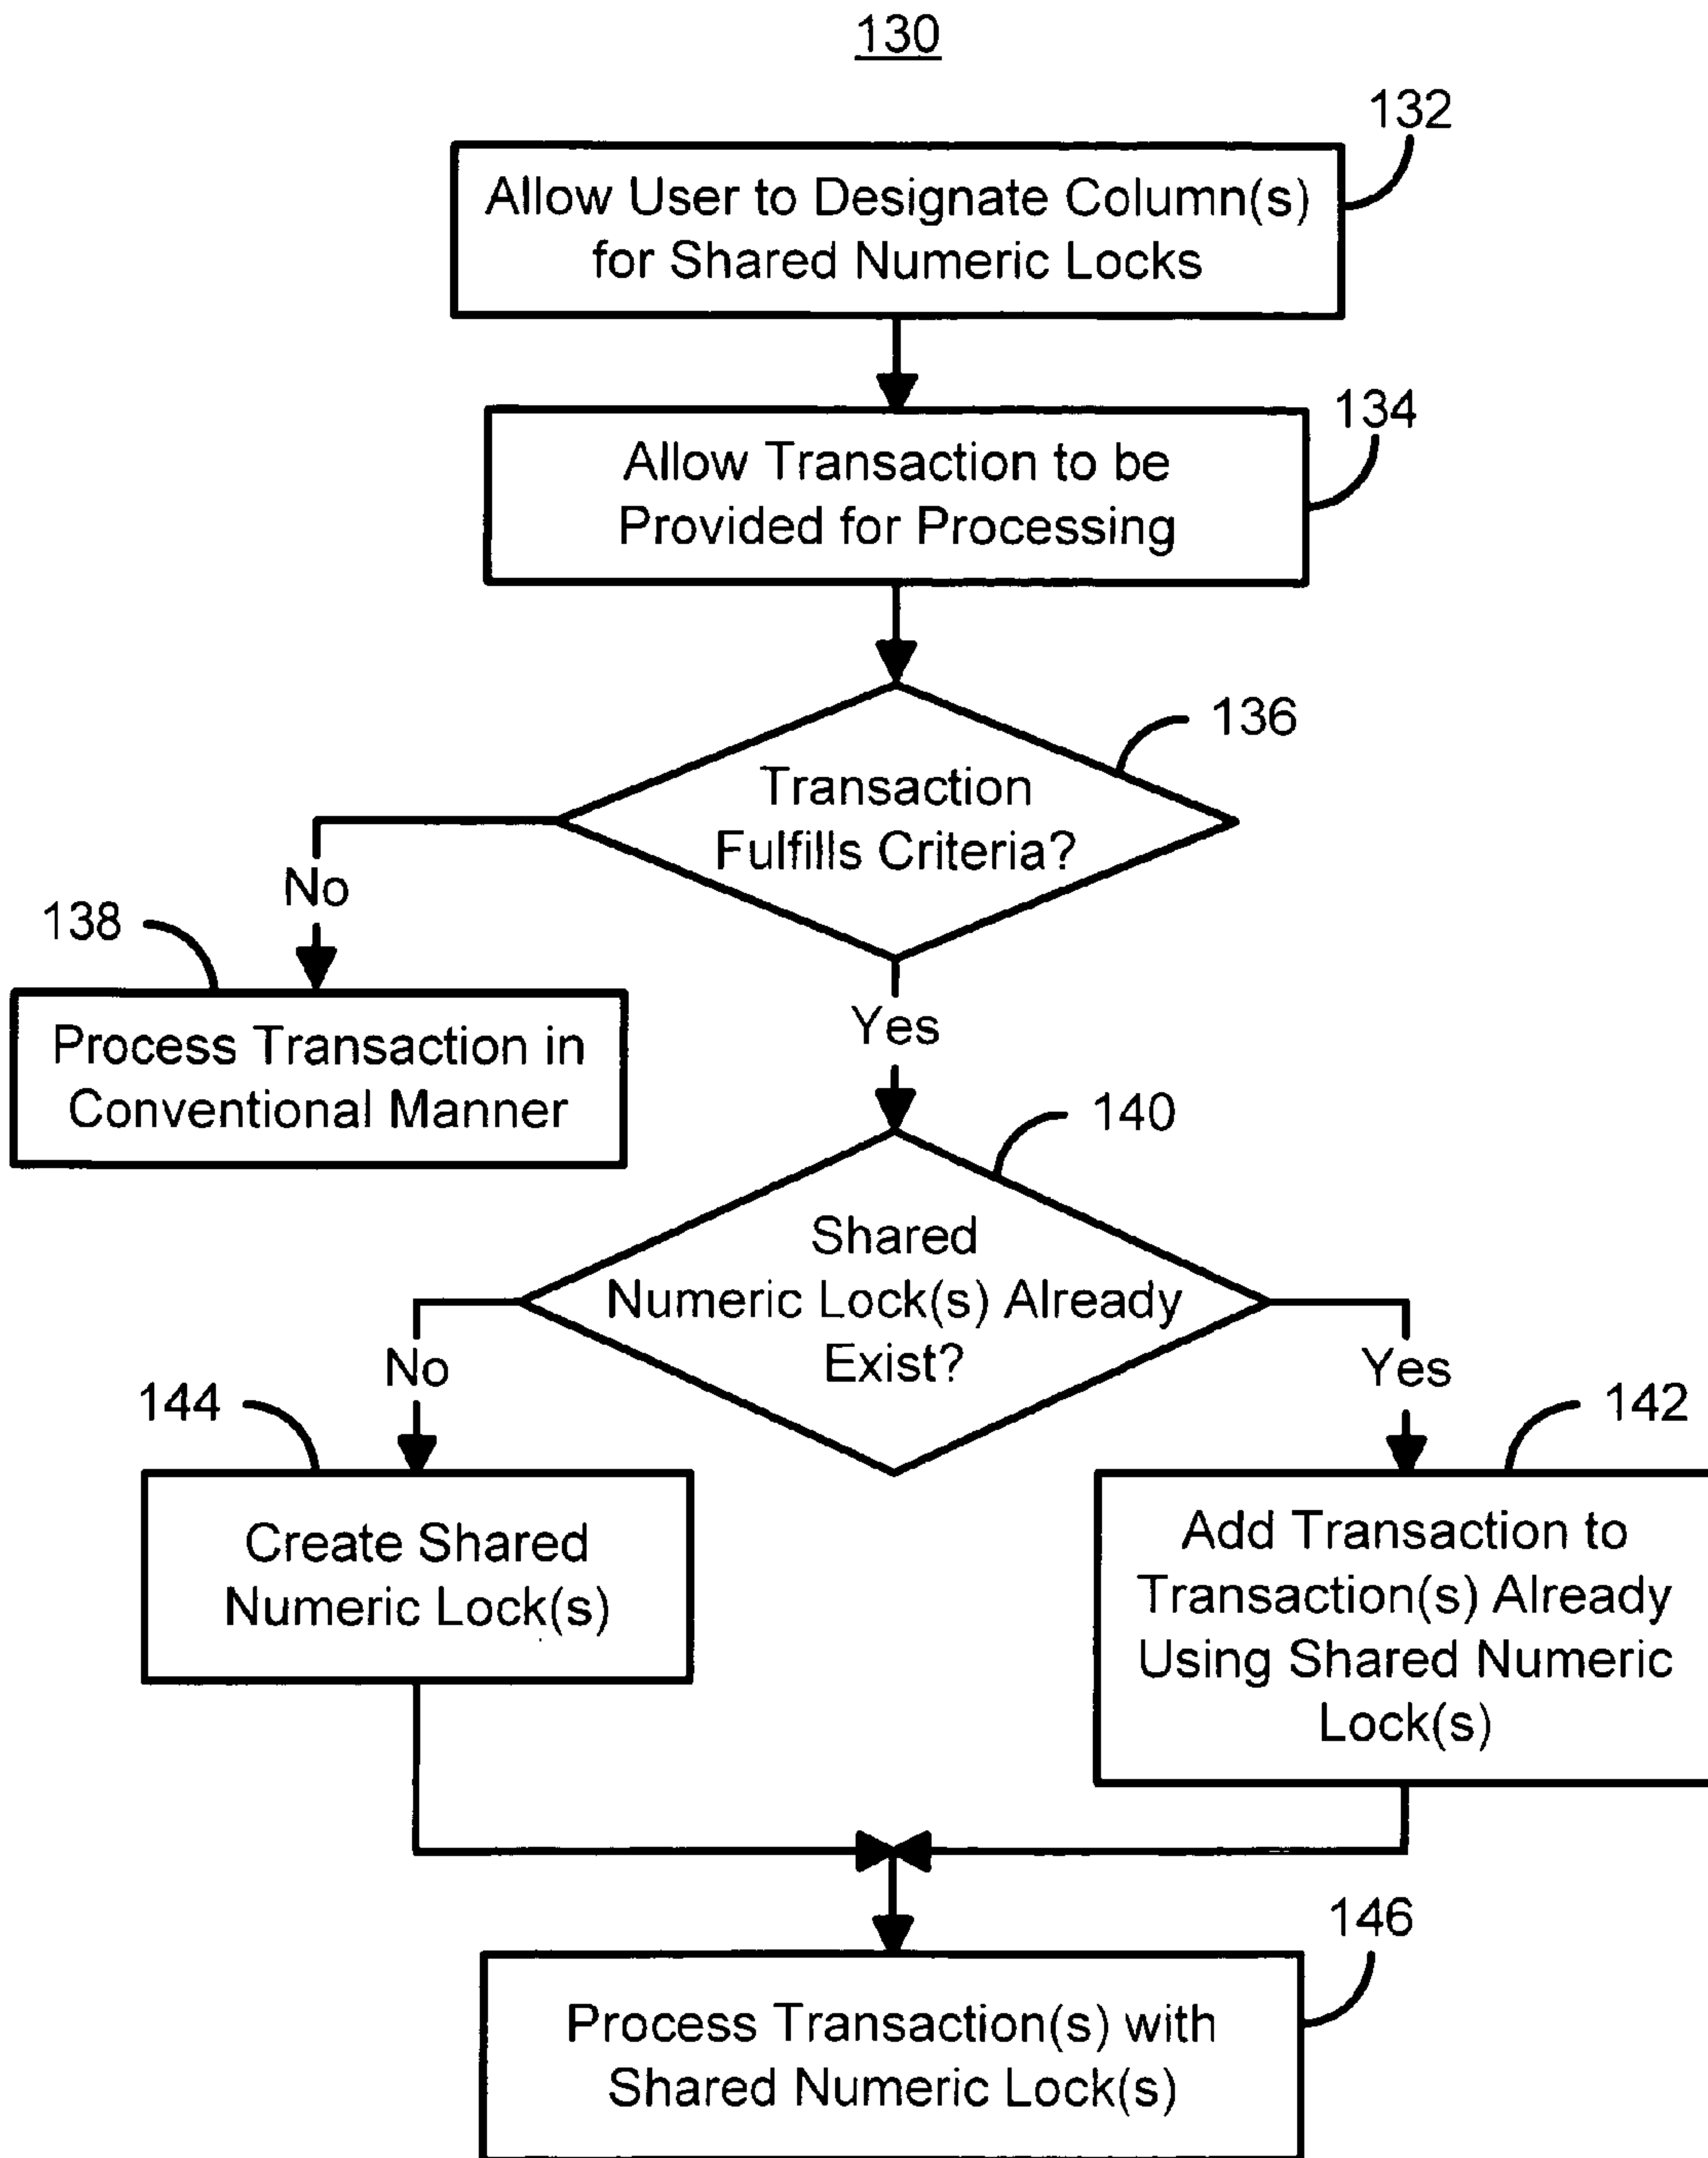 130
132
Allow User to Designate Column(s)
for Shared Numeric Locks
134
Allow Transaction to be
Provided for Processing
136
Transaction
Fulfills Criteria?
No
138
Process Transaction in
Conventional Manner
Yes
140
Shared
Numeric Lock(s) Already
Exist?
No
Yes
144
142
Create Shared
Numeric Lock(s)
Add Transaction to
Transaction(s) Already
Using Shared Numeric
Lock(s)
146
Process Transaction(s) with
Shared Numeric Lock(s)